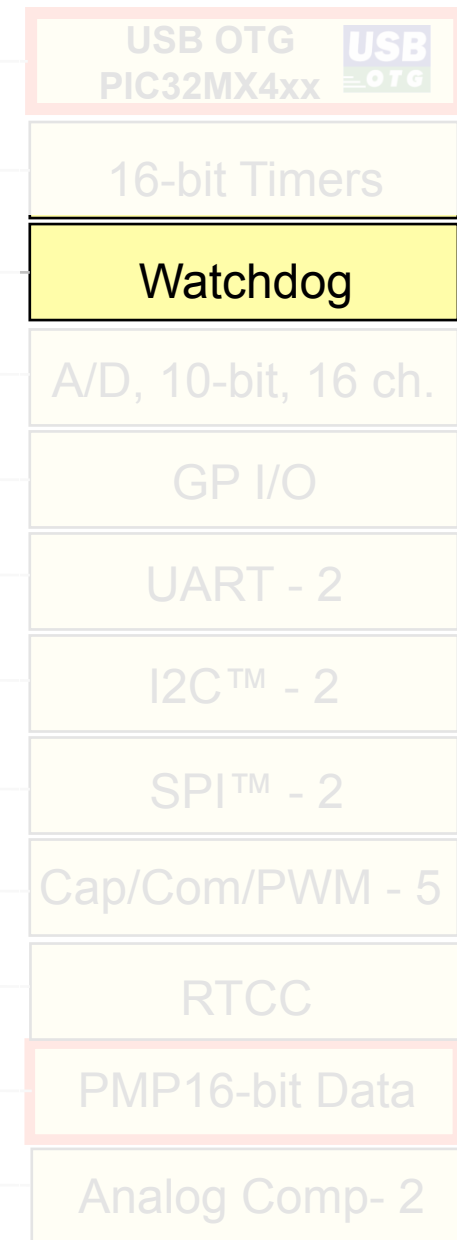 USB OTG
PIC32MX4xx
USB
OTG
16-bit Timers
Watchdog
A/D, 10-bit, 16 ch.
GP I/O
UART - 2
I2C™ - 2
SPI™ - 2
Cap/Com/PWM - 5
RTCC
PMP16-bit Data
Analog Comp- 2